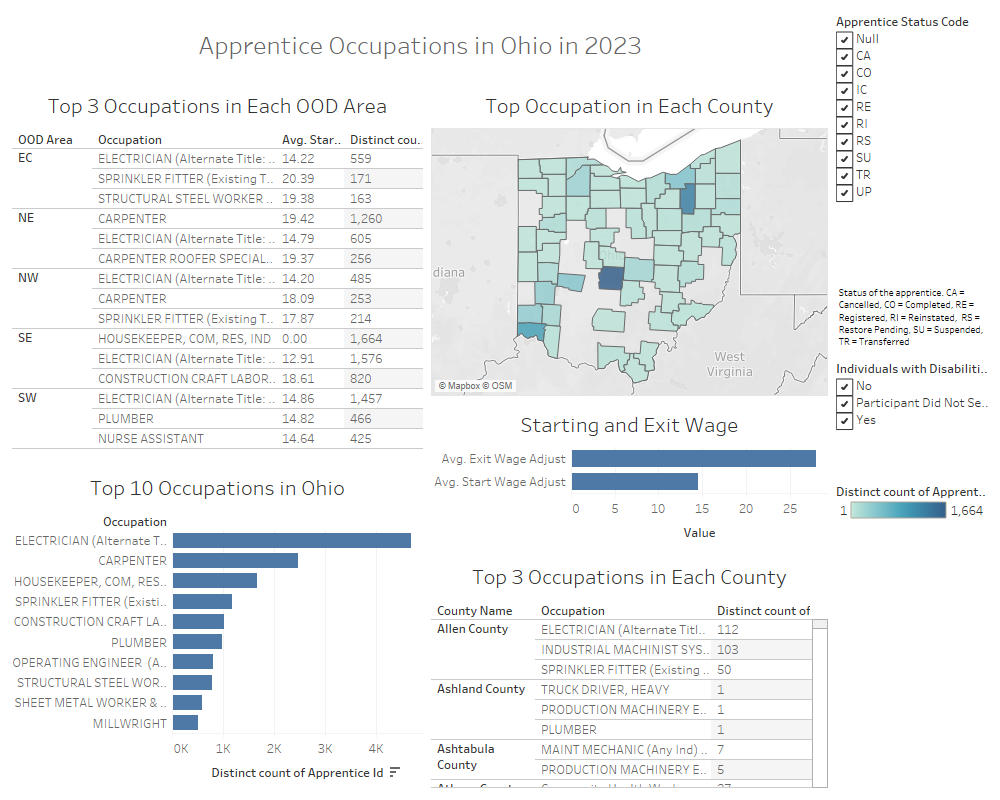 Apprentice Occupations in Ohio in 2023
Top 3 Occupations in Each OOD Area
OOD Area Occupation Avg. Star.. Distinct cou..
EC ELECTRICIAN (Alternate Title: .. 14.22 559
SPRINKLER FITTER (Existing T.. 20.39 171
STRUCTURAL STEEL WORKER .. 19.38 163
NE CARPENTER 19.42 1,260
ELECTRICIAN (Alternate Title: .. 14.79 605
CARPENTER ROOFER SPECIAL.. 19.37 256
NW ELECTRICIAN (Alternate Title: .. 14.20 485
CARPENTER 18.09 253
SPRINKLER FITTER (Existing T.. 17.87 214
SE HOUSEKEEPER, COM, RES, IND 0.00 1,664
ELECTRICIAN (Alternate Title: .. 12.91 1,576
CONSTRUCTION CRAFT LABOR.. 18.61 820
SW ELECTRICIAN (Alternate Title: .. 14.86 1,457
PLUMBER 14.82 466
NURSE ASSISTANT 14.64 425
Top 10 Occupations in Ohio
Occupation
ELECTRICIAN (Alternate T..
CARPENTER
HOUSEKEEPER, COM, RES..
SPRINKLER FITTER (Existi..
CONSTRUCTION CRAFT LA..
PLUMBER
OPERATING ENGINEER (A..
STRUCTURAL STEEL WOR..
SHEET METAL WORKER & ..
MILLWRIGHT
0K 1K 2K 3K 4K
Distinct count of Apprentice Id
Top Occupation in Each County
diana
Ohio
West
Virginia
© Mapbox © OSM
Starting and Exit Wage
Avg. Exit Wage Adjust
Avg. Start Wage Adjust
0 5 10 15 20 25
Value
Top 3 Occupations in Each County
County Name Occupation Distinct count of
Allen County ELECTRICIAN (Alternate Titl.. 112
INDUSTRIAL MACHINIST SYS.. 103
SPRINKLER FITTER (Existing .. 50
Ashland County TRUCK DRIVER, HEAVY 1
PRODUCTION MACHINERY E.. 1
PLUMBER 1
Ashtabula MAINT MECHANIC (Any Ind) .. 7
County PRODUCTION MACHINERY E.. 5
Apprentice Status Code
Null
CA
CO
IC
RE
RI
RS
SU
TR
UP
Status of the apprentice. CA =
Cancelled, CO = Completed, RE =
Registered, RI = Reinstated, RS =
Restore Pending, SU = Suspended,
TR = Transferred
Individuals with Disabiliti..
No
Participant Did Not Se..
Yes
Distinct count of Apprent..
1 1,664